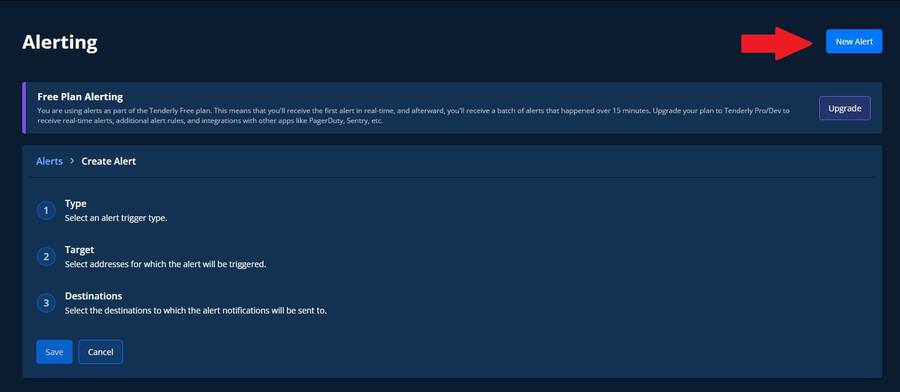 Alerting
New Alert
Free Plan Alerting
You are using alerts as part of the Tenderly Free plan. This means that you'll receive the first alert in real-time, and afterward, you'll receive a batch of alerts that happened over 15 minutes. Upgrade your plan to Tenderly Pro/Dev to
receive real-time alerts, additional alert rules, and integrations with other apps like PagerDuty, Sentry, etc.
Upgrade
Alerts > Create Alert
1
Type
Select an alert trigger type.
2
Target
Select addresses for which the alert will be triggered.
3
Destinations
Select the destinations to which the alert notifications will be sent to.
Save
Cancel